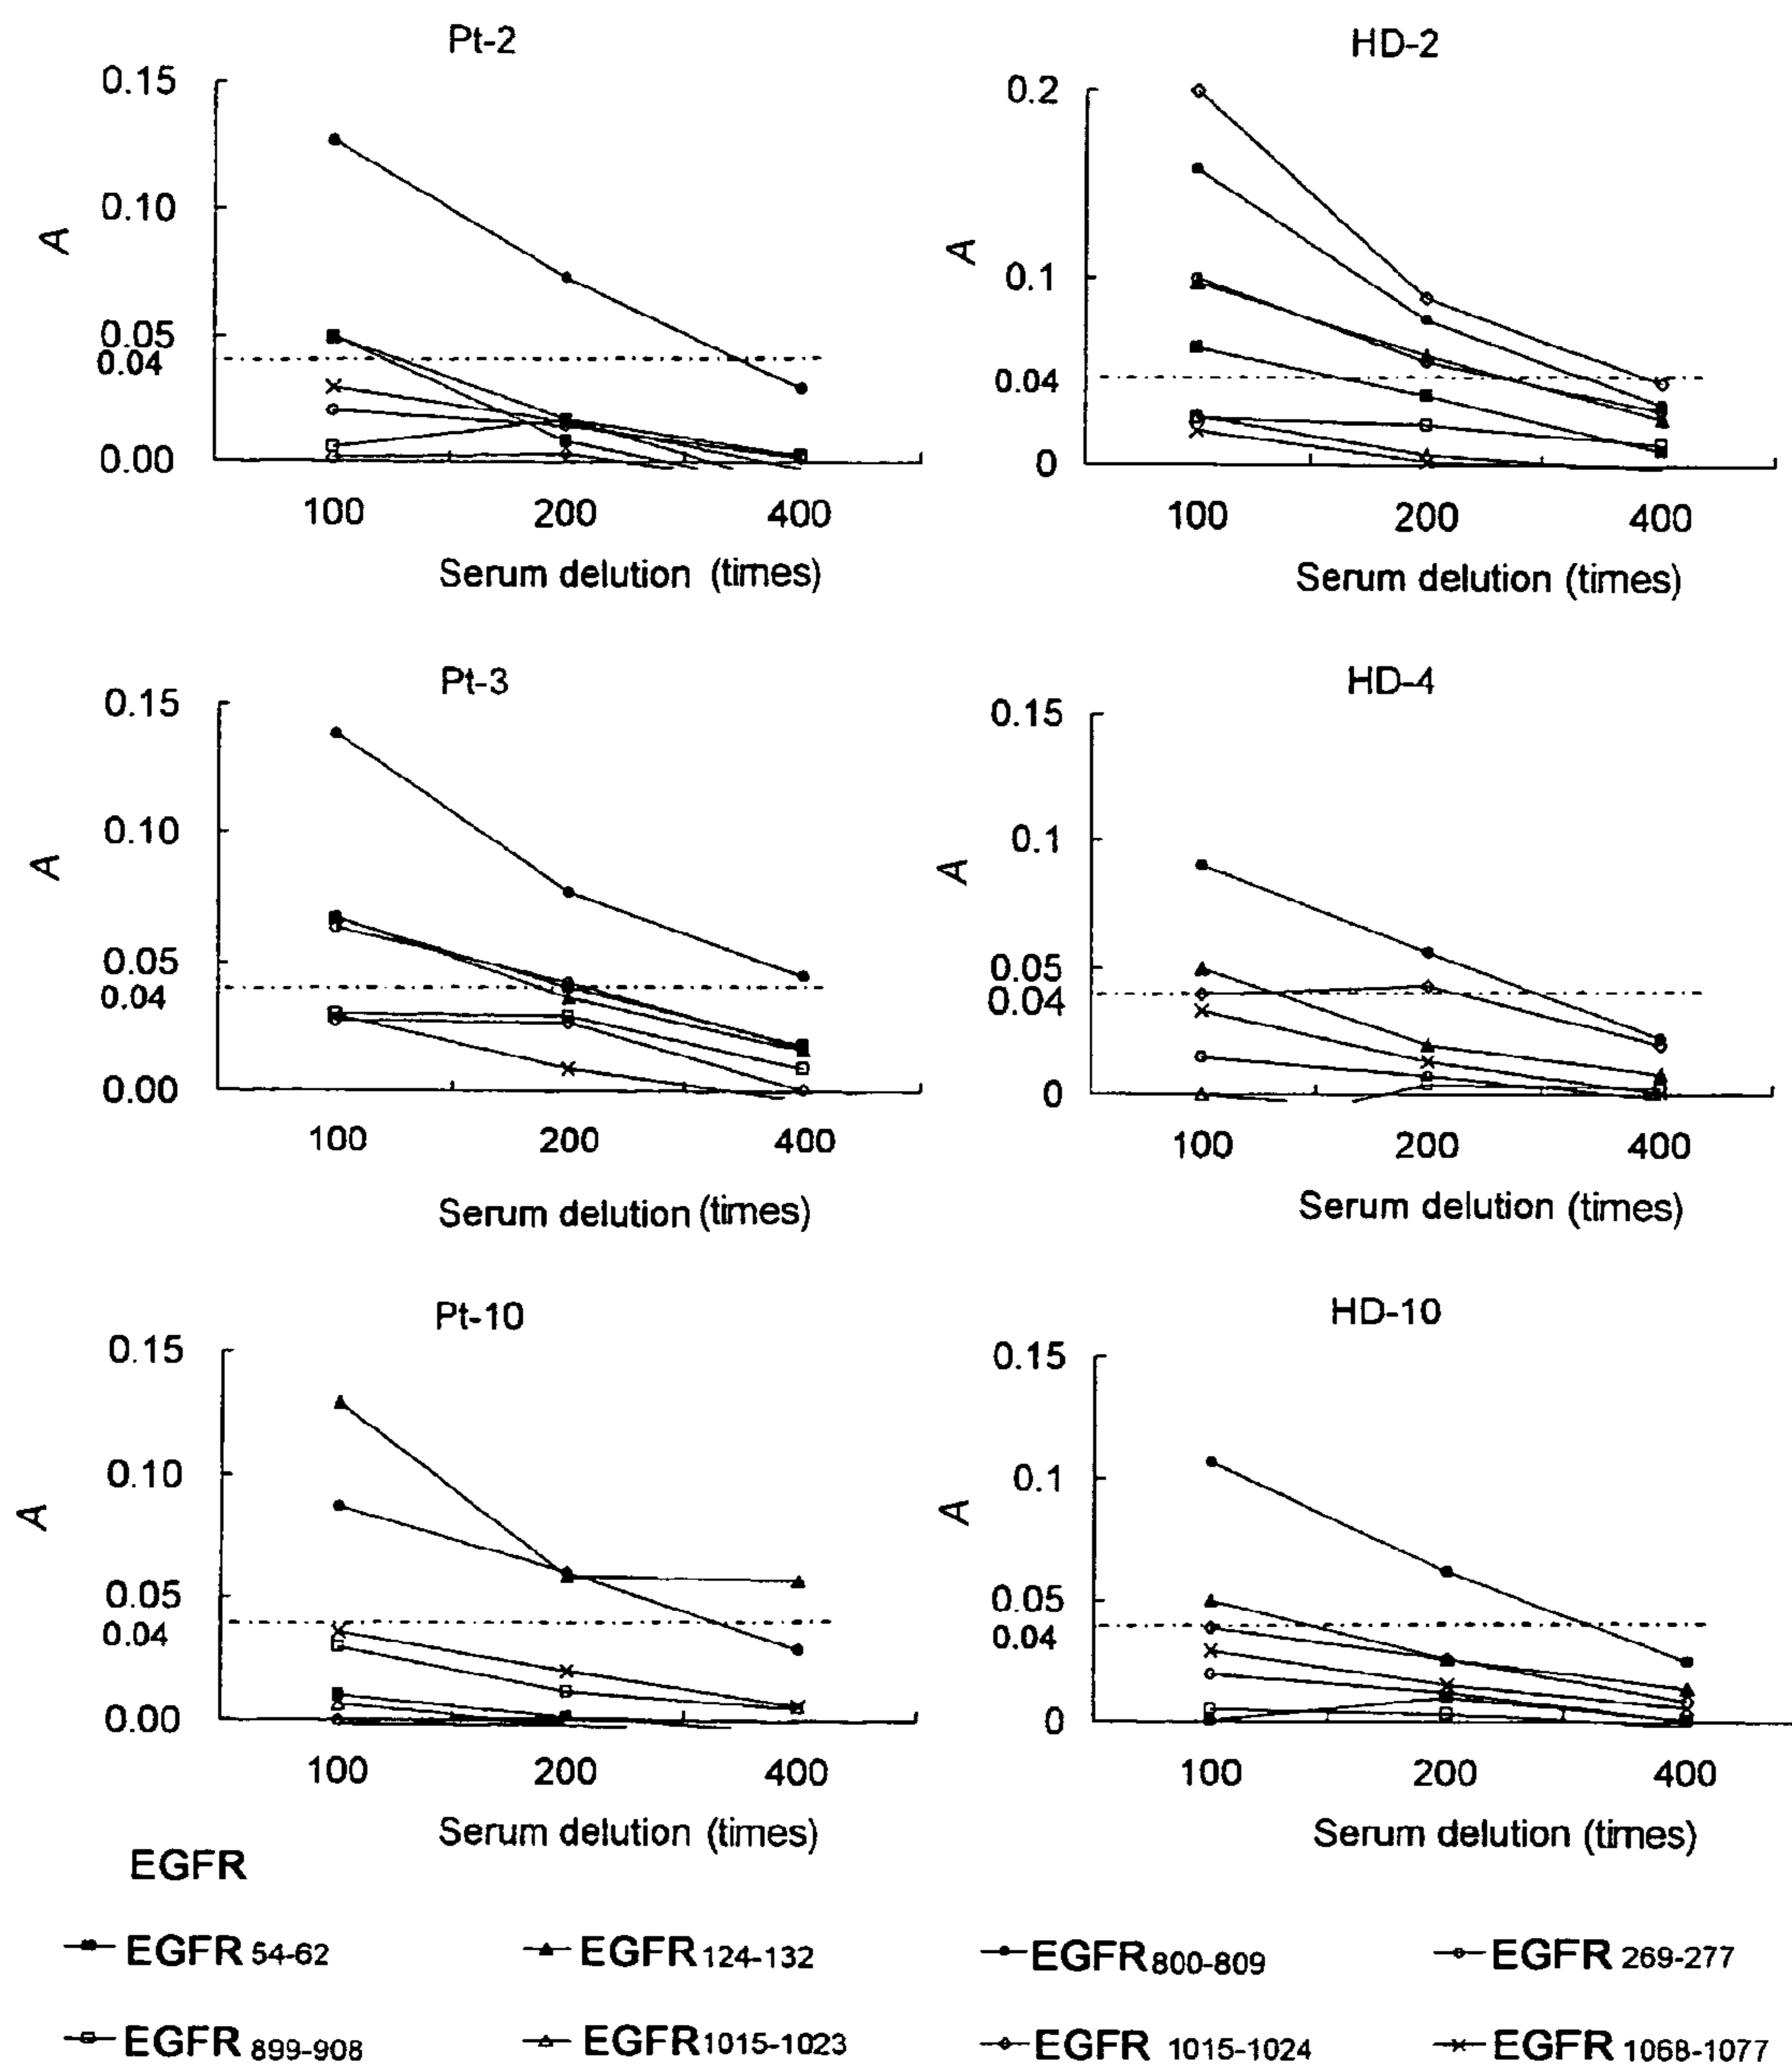 Pt-2
0.15
0.10
0.05
0.04
0.00
A
100 200 400
Serum delution (times)
HD-2
0.2
0.1
0.04
0
A
100 200 400
Serum delution (times)
Pt-3
0.15
0.10
0.05
0.04
0.00
A
100 200 400
Serum delution (times)
HD-4
0.15
0.1
0.05
0.04
0
A
100 200 400
Serum delution (times)
Pt-10
0.15
0.10
0.05
0.04
0.00
A
100 200 400
Serum delution (times)
HD-10
0.15
0.1
0.05
0.04
0
A
100 200 400
Serum delution (times)
EGFR
EGFR 54-62 EGFR 124-132 EGFR 800-809 EGFR 269-277
EGFR 899-908 EGFR 1015-1023 EGFR 1015-1024 EGFR 1068-1077